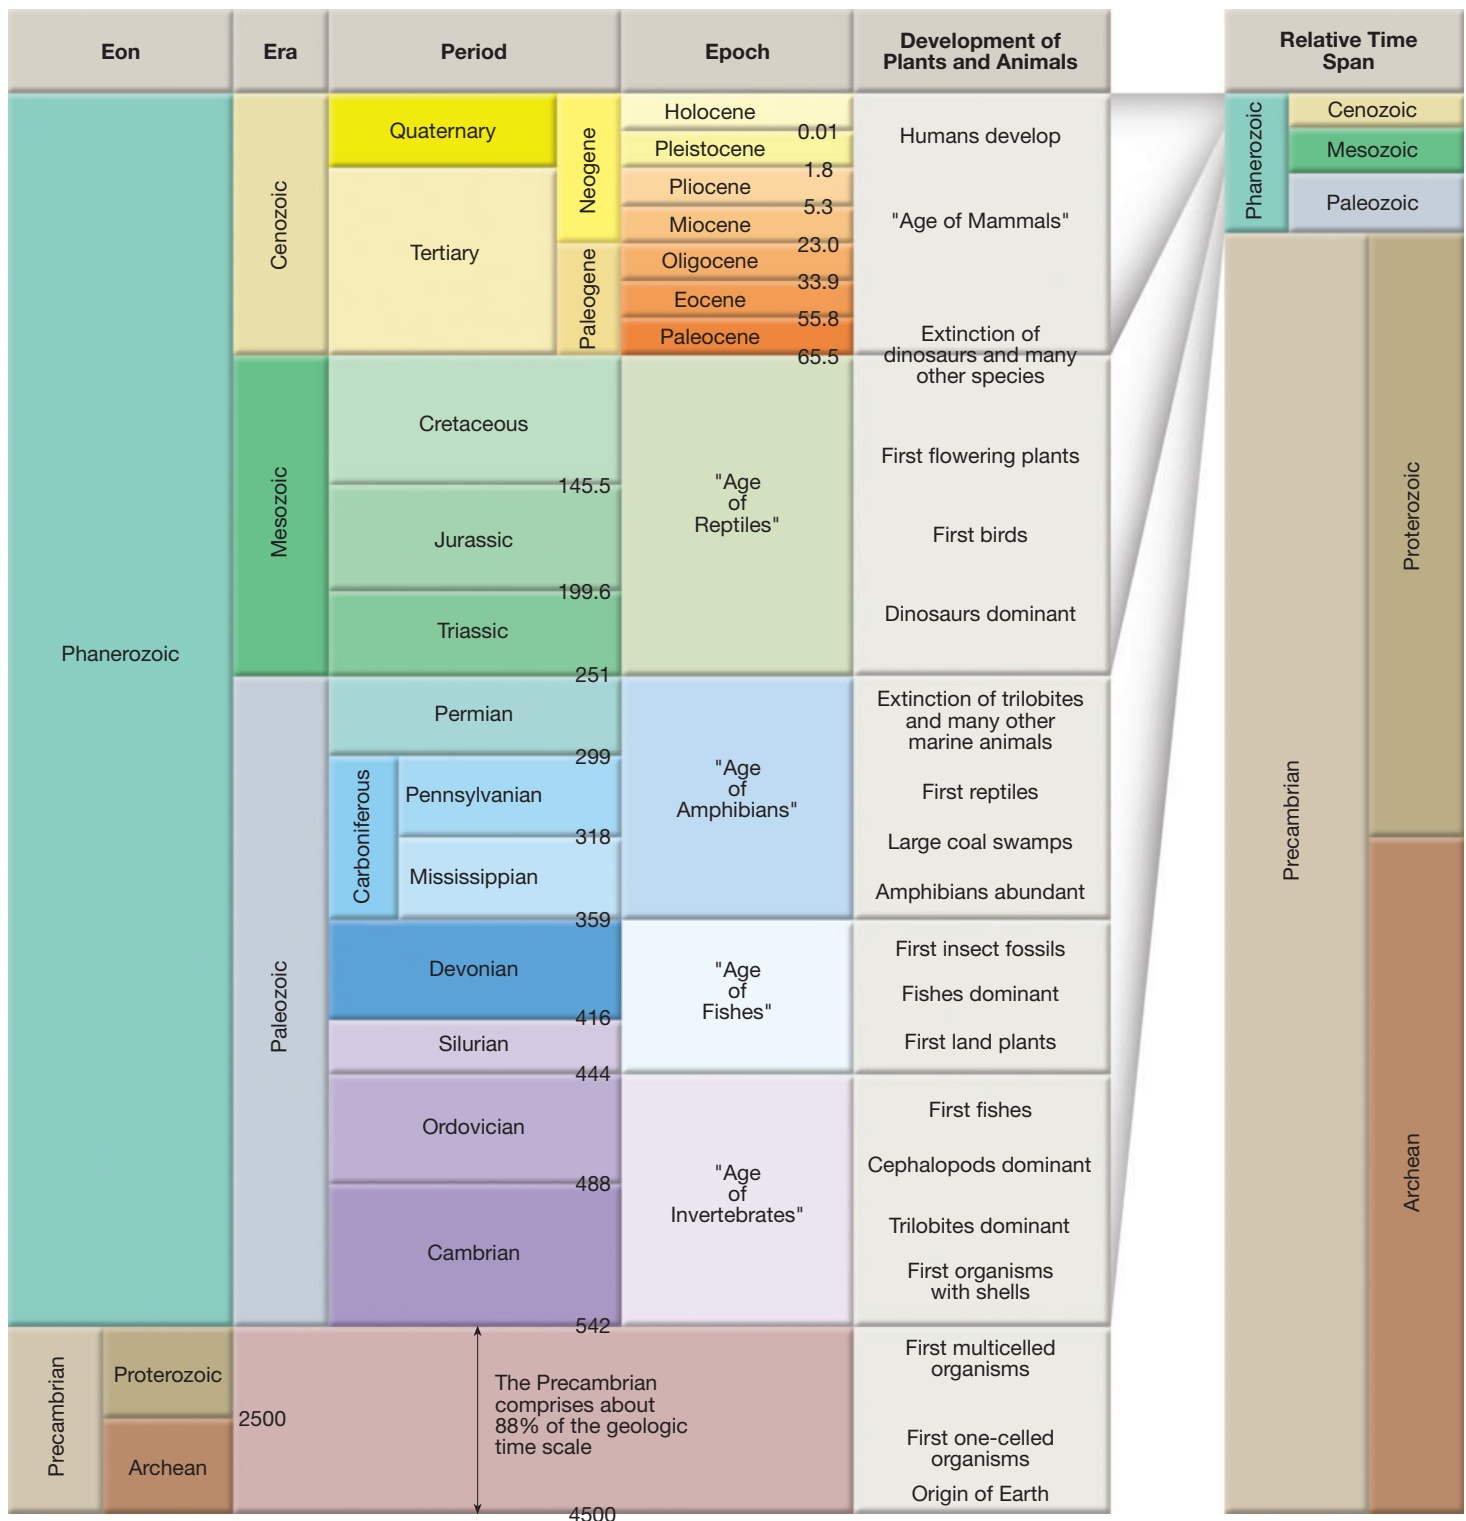 Eon
Era
Period
Epoch
Development of
Plants and Animals
Relative Time
Span
Phanerozoic
Cenozoic
Quaternary
Tertiary
Neogene
Paleogene
Holocene
0.01
Pleistocene
1.8
Pliocene
5.3
Miocene
23.0
Oligocene
33.9
Eocene
55.8
Paleocene
65.5
Humans develop
"Age of Mammals"
Extinction of
dinosaurs and many
other species
Mesozoic
Cretaceous
145.5
Jurassic
199.6
Triassic
251
"Age
of
Reptiles"
First flowering plants
First birds
Dinosaurs dominant
Paleozoic
Permian
299
Carboniferous
Pennsylvanian
318
Mississippian
359
"Age
of
Amphibians"
Extinction of trilobites
and many other
marine animals
First reptiles
Large coal swamps
Amphibians abundant
Devonian
416
Silurian
444
"Age
of
Fishes"
First insect fossils
Fishes dominant
First land plants
Ordovician
488
Cambrian
542
"Age
of
Invertebrates"
First fishes
Cephalopods dominant
Trilobites dominant
First organisms
with shells
Precambrian
Proterozoic
2500
Archean
The Precambrian
comprises about
88% of the geologic
time scale
4500
First multicelled
organisms
First one-celled
organisms
Origin of Earth
Phanerozoic
Cenozoic
Mesozoic
Paleozoic
Precambrian
Proterozoic
Archean